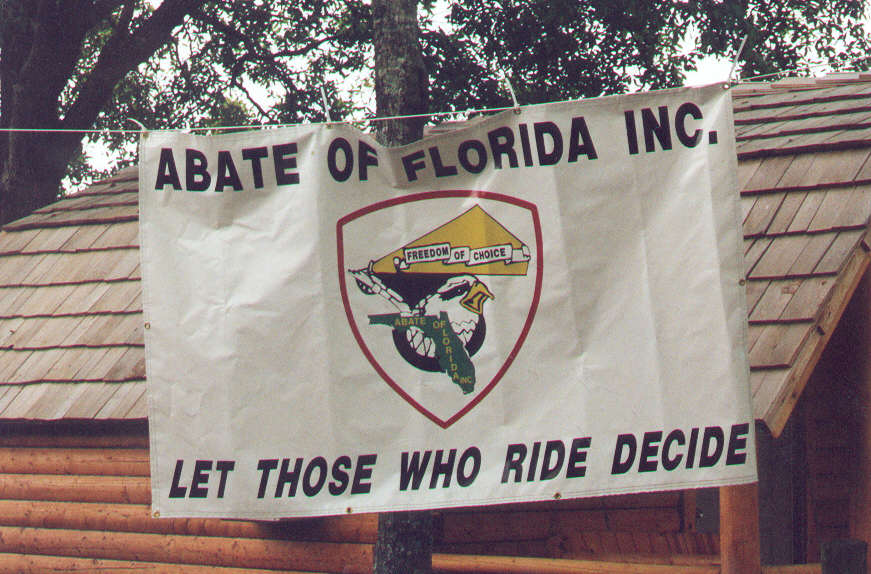 ABATE OF FLORIDA INC.
FREEDOM OF CHOICE
ABATE OF FLORIDA INC
LET THOSE WHO RIDE DECIDE